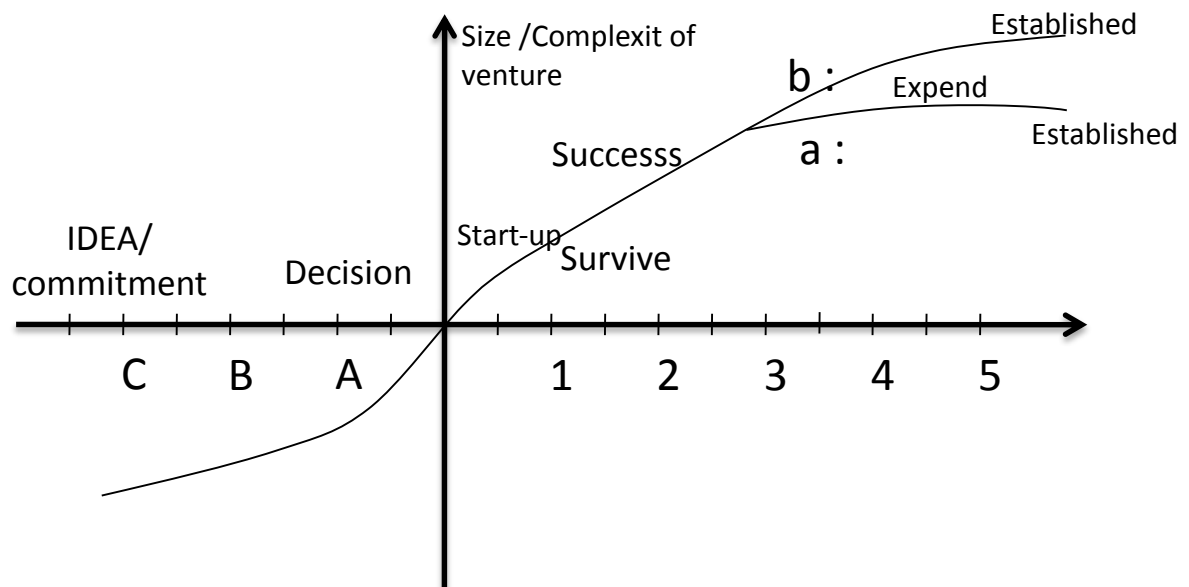 Established
Size /Complexit of
venture
b :
Expend
Established
a :
Successs
Start-up
Survive
IDEA/
commitment
Decision
C B A 1 2 3 4 5